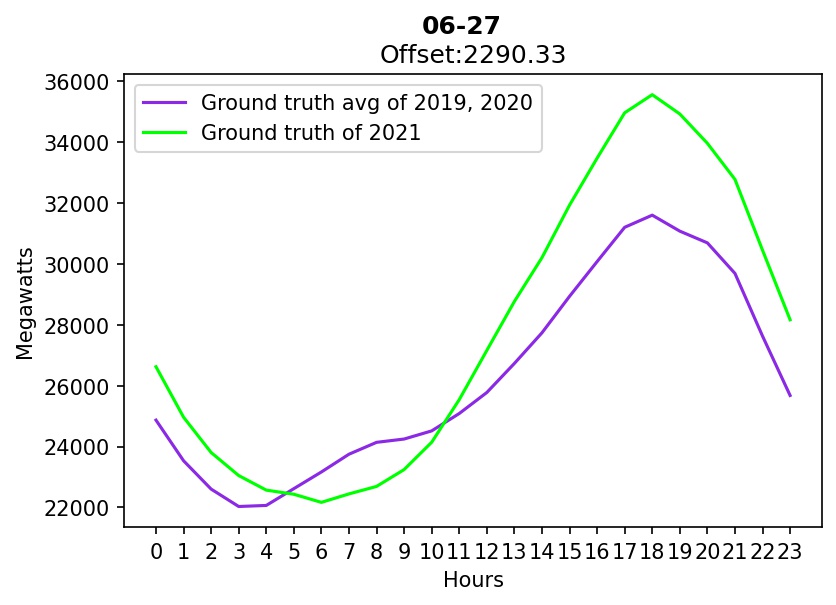 06-27
Offset:2290.33
Ground truth avg of 2019, 2020
Ground truth of 2021
36000
34000
32000
30000
28000
26000
24000
22000
Megawatts
0 1 2 3 4 5 6 7 8 9 10 11 12 13 14 15 16 17 18 19 20 21 22 23
Hours